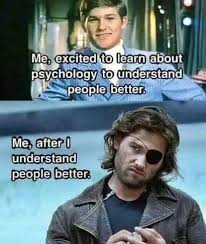 Me, excited to learn about
psychology to understand
people better.
Me, after I
understand
people better.